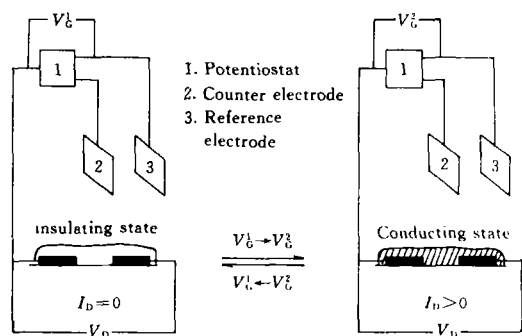 V_G^1
1
2
3
Insulating state
I_D=0
V_D
1. Potentiostat
2. Counter electrode
3. Reference
electrode
V_G^1→V_G^2
V_G^1←V_G^2
V_G^2
1
2
3
Conducting state
I_D>0
V_D